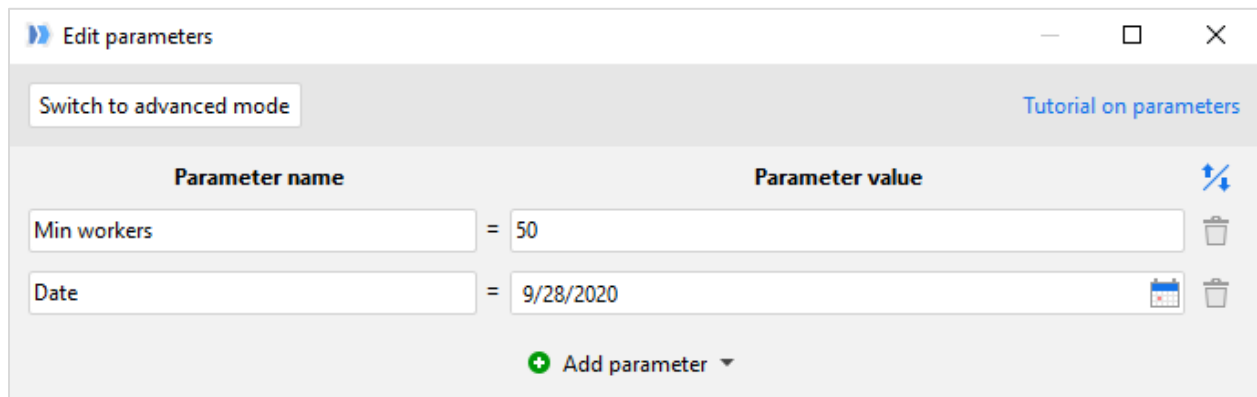 Edit parameters
Switch to advanced mode Tutorial on parameters
Parameter name Parameter value
Min workers = 50
Date = 9/28/2020
Add parameter